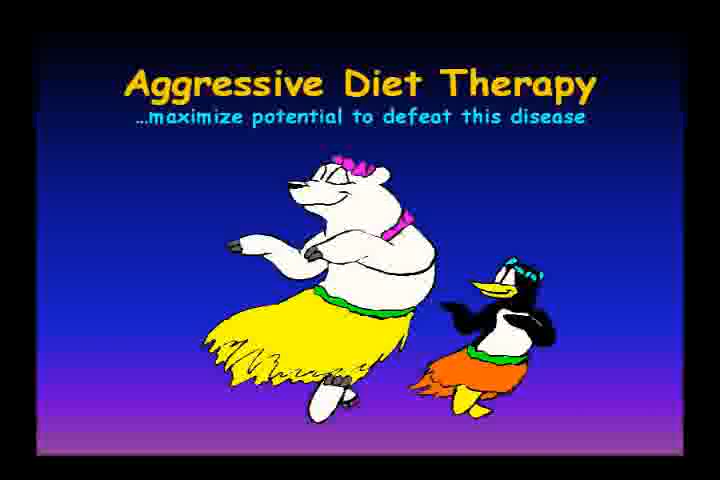 Aggressive Diet Therapy
...maximize potential to defeat this disease